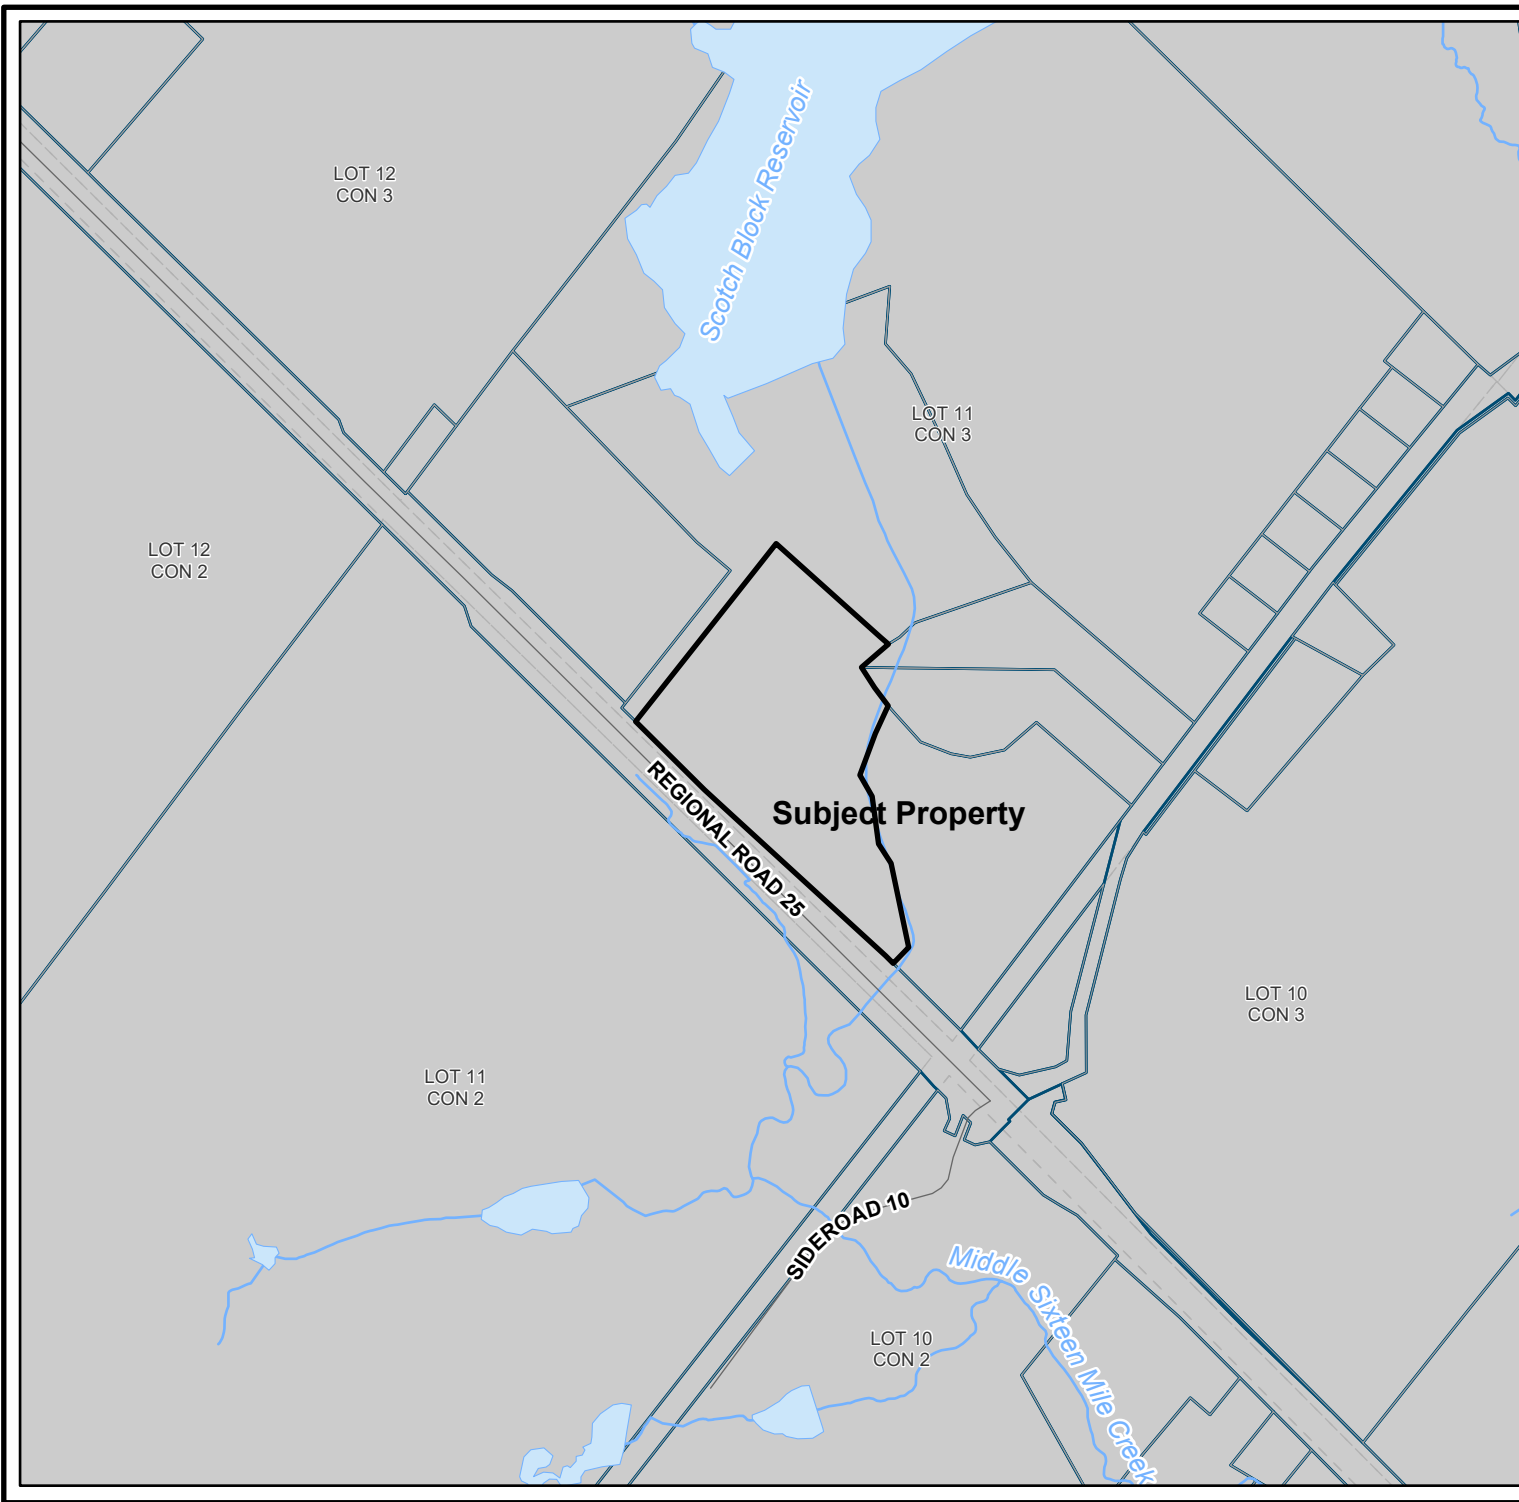 Scotch Block Reservoir
LOT 12
CON 3
LOT 11
CON 3
LOT 12
CON 2
REGIONAL ROAD 25
Subject Property
LOT 10
CON 3
LOT 11
CON 2
SIDEROAD 10
Middle Sixteen Mile Creek
LOT 10
CON 2